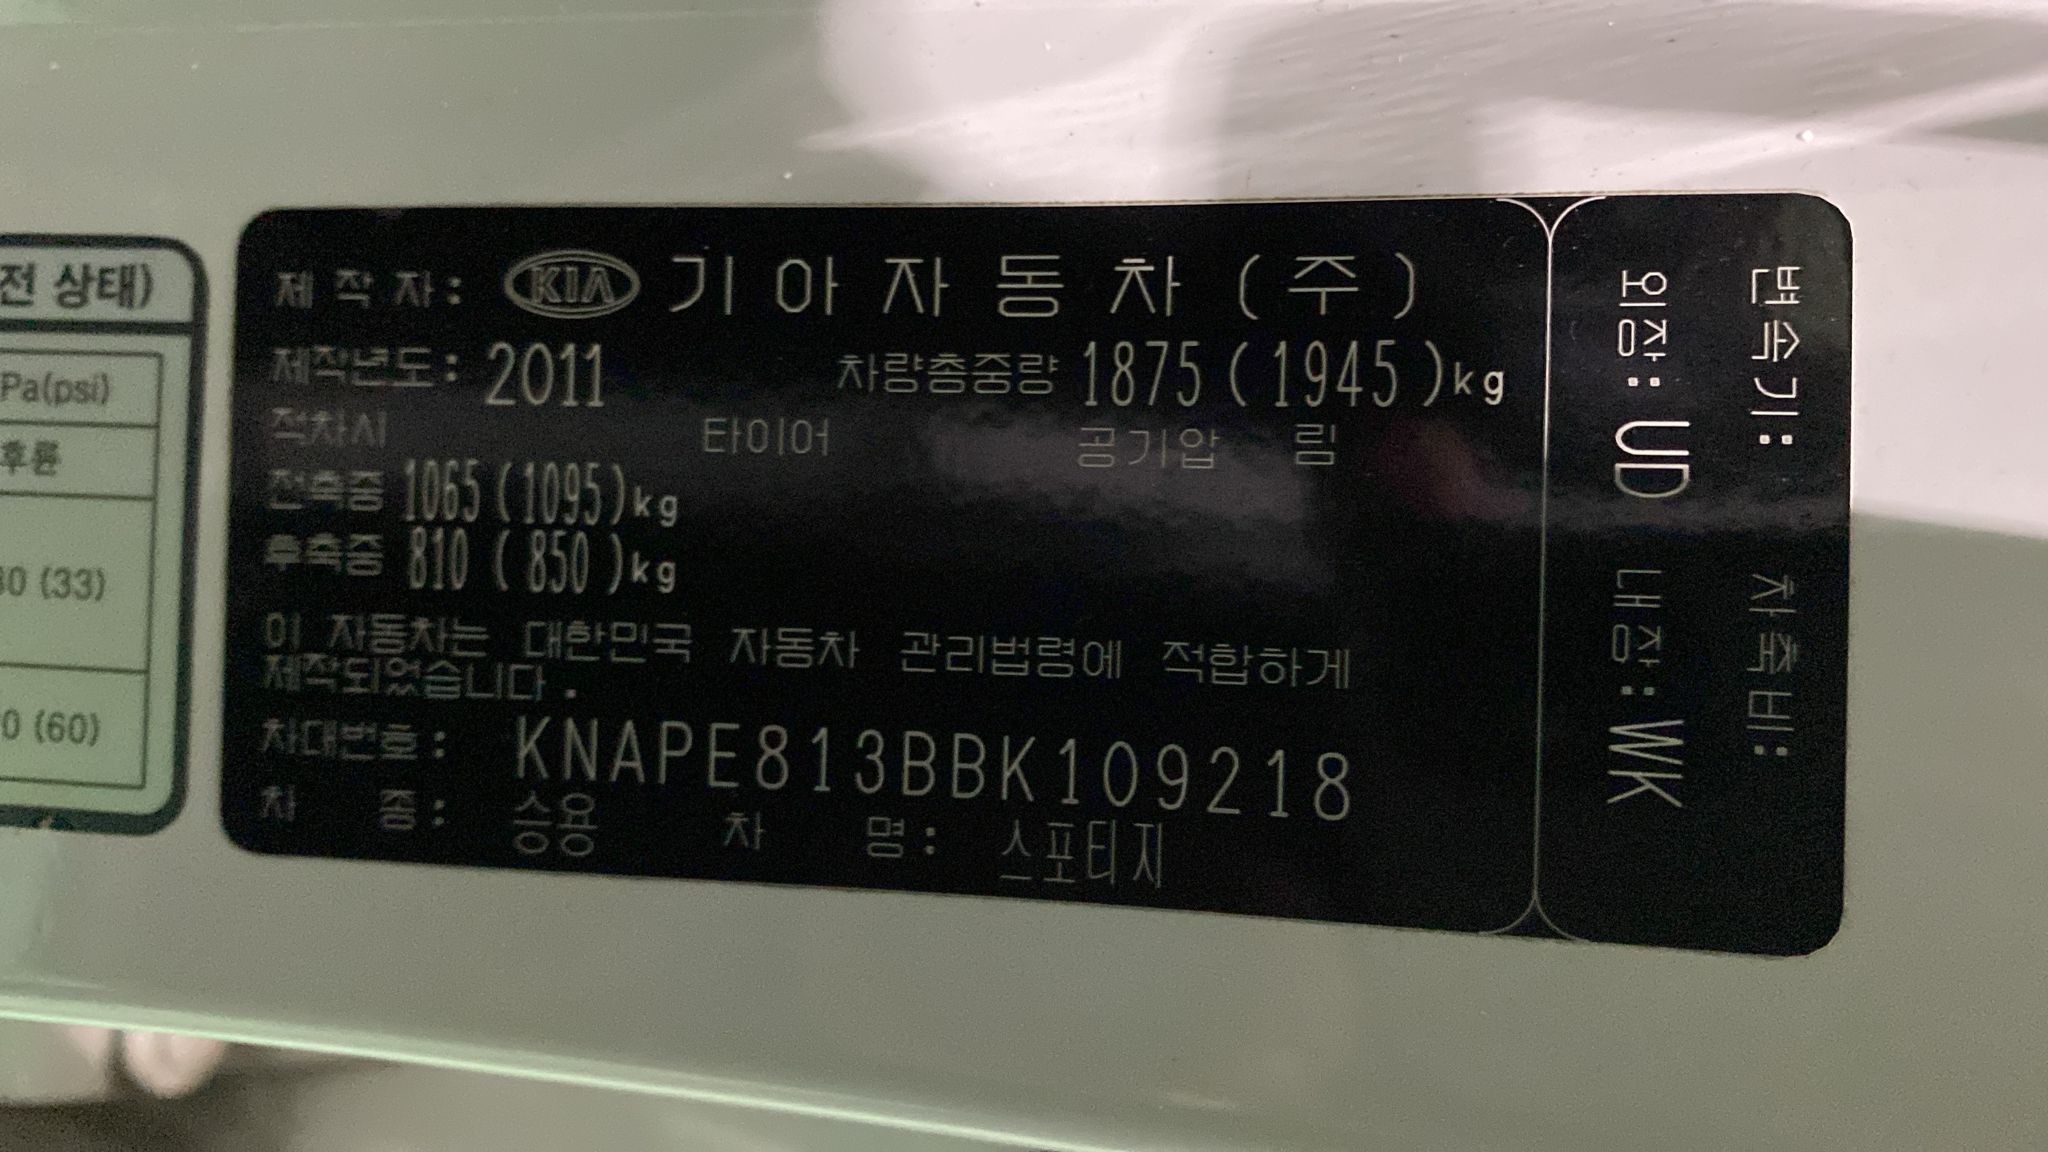 전 상태)
Pa(psi)
후륜
30 (33)
0 (60)
제 작 자: KIA 기 아 자 동 차 ( 주 )
제작년도: 2011 차량총중량 1875 ( 1945 )kg
적차시 타이어 공기압 림
전축중 1065 (1095)kg
후축중 810 ( 850 )kg
이 자동차는 대한민국 자동차 관리법령에 적합하게
제작되었습니다.
차대번호: KNAPE813BBK109218
차 종: 승용 차 명: 스포티지
변속기: 차축비:
외장: UD 내장: WK